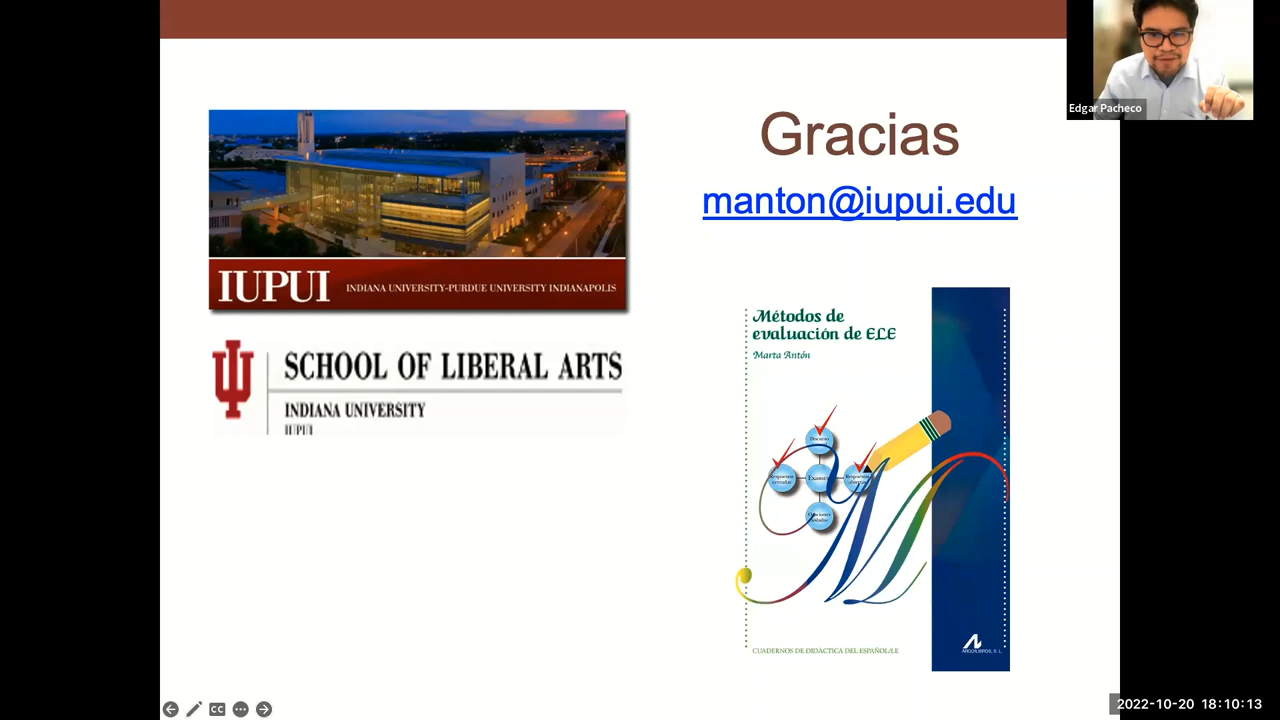 Edgar Pacheco
Gracias
manton@iupui.edu
IUPUI INDIANA UNIVERSITY-PURDUE UNIVERSITY INDIANAPOLIS
SCHOOL OF LIBERAL ARTS
INDIANA UNIVERSITY
IUPUI
Métodos de
evaluación de ELE
Marta Antón
Examen
CUADERNOS DE DIDÁCTICA DEL ESPAÑOL/LE
ARCO/LIBROS, S. L.
CC
2022-10-20 18:10:13